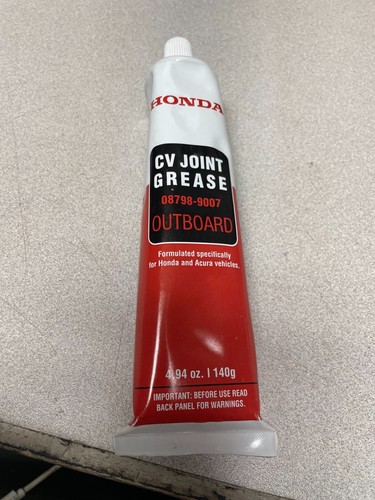 HONDA
CV JOINT
GREASE
08798-9007
OUTBOARD
Formulated specifically
for Honda and Acura vehicles.
4.94 oz. | 140g
IMPORTANT: BEFORE USE READ
BACK PANEL FOR WARNINGS.